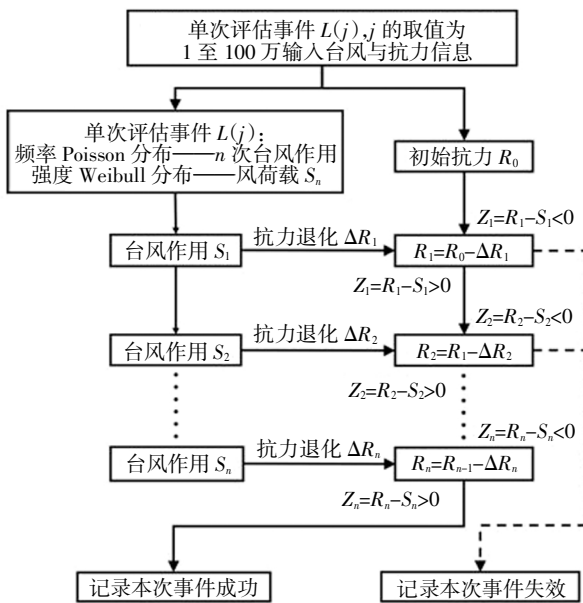 单次评估事件 L(j),j 的取值为
1 至 100 万输入台风与抗力信息
单次评估事件 L(j)：
频率 Poisson 分布——n 次台风作用
强度 Weibull 分布——风荷载 Sₙ
初始抗力 R₀
Z₁=R₁−S₁<0
台风作用 S₁
抗力退化 ΔR₁
R₁=R₀−ΔR₁
Z₁=R₁−S₁>0
Z₂=R₂−S₂<0
台风作用 S₂
抗力退化 ΔR₂
R₂=R₁−ΔR₂
Z₂=R₂−S₂>0
Zₙ=Rₙ−Sₙ<0
台风作用 Sₙ
抗力退化 ΔRₙ
Rₙ=Rₙ₋₁−ΔRₙ
Zₙ=Rₙ−Sₙ>0
记录本次事件成功
记录本次事件失效